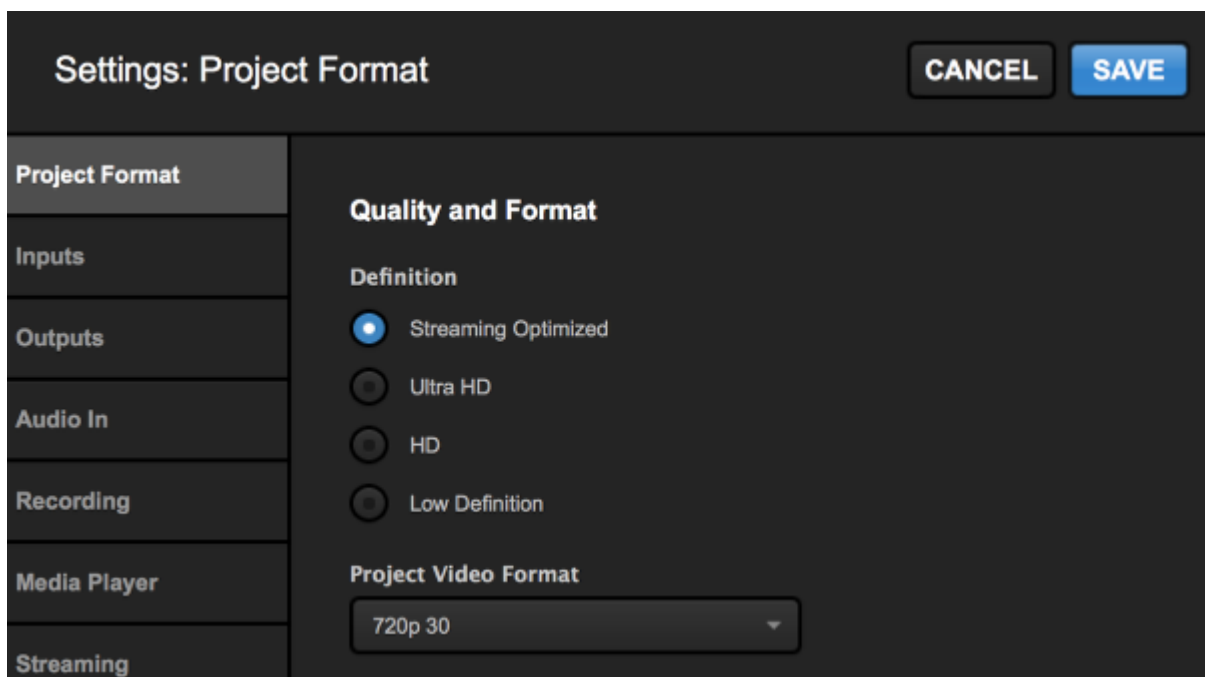 Settings: Project Format
CANCEL
SAVE
Project Format
Inputs
Outputs
Audio In
Recording
Media Player
Streaming
Quality and Format
Definition
Streaming Optimized
Ultra HD
HD
Low Definition
Project Video Format
720p 30